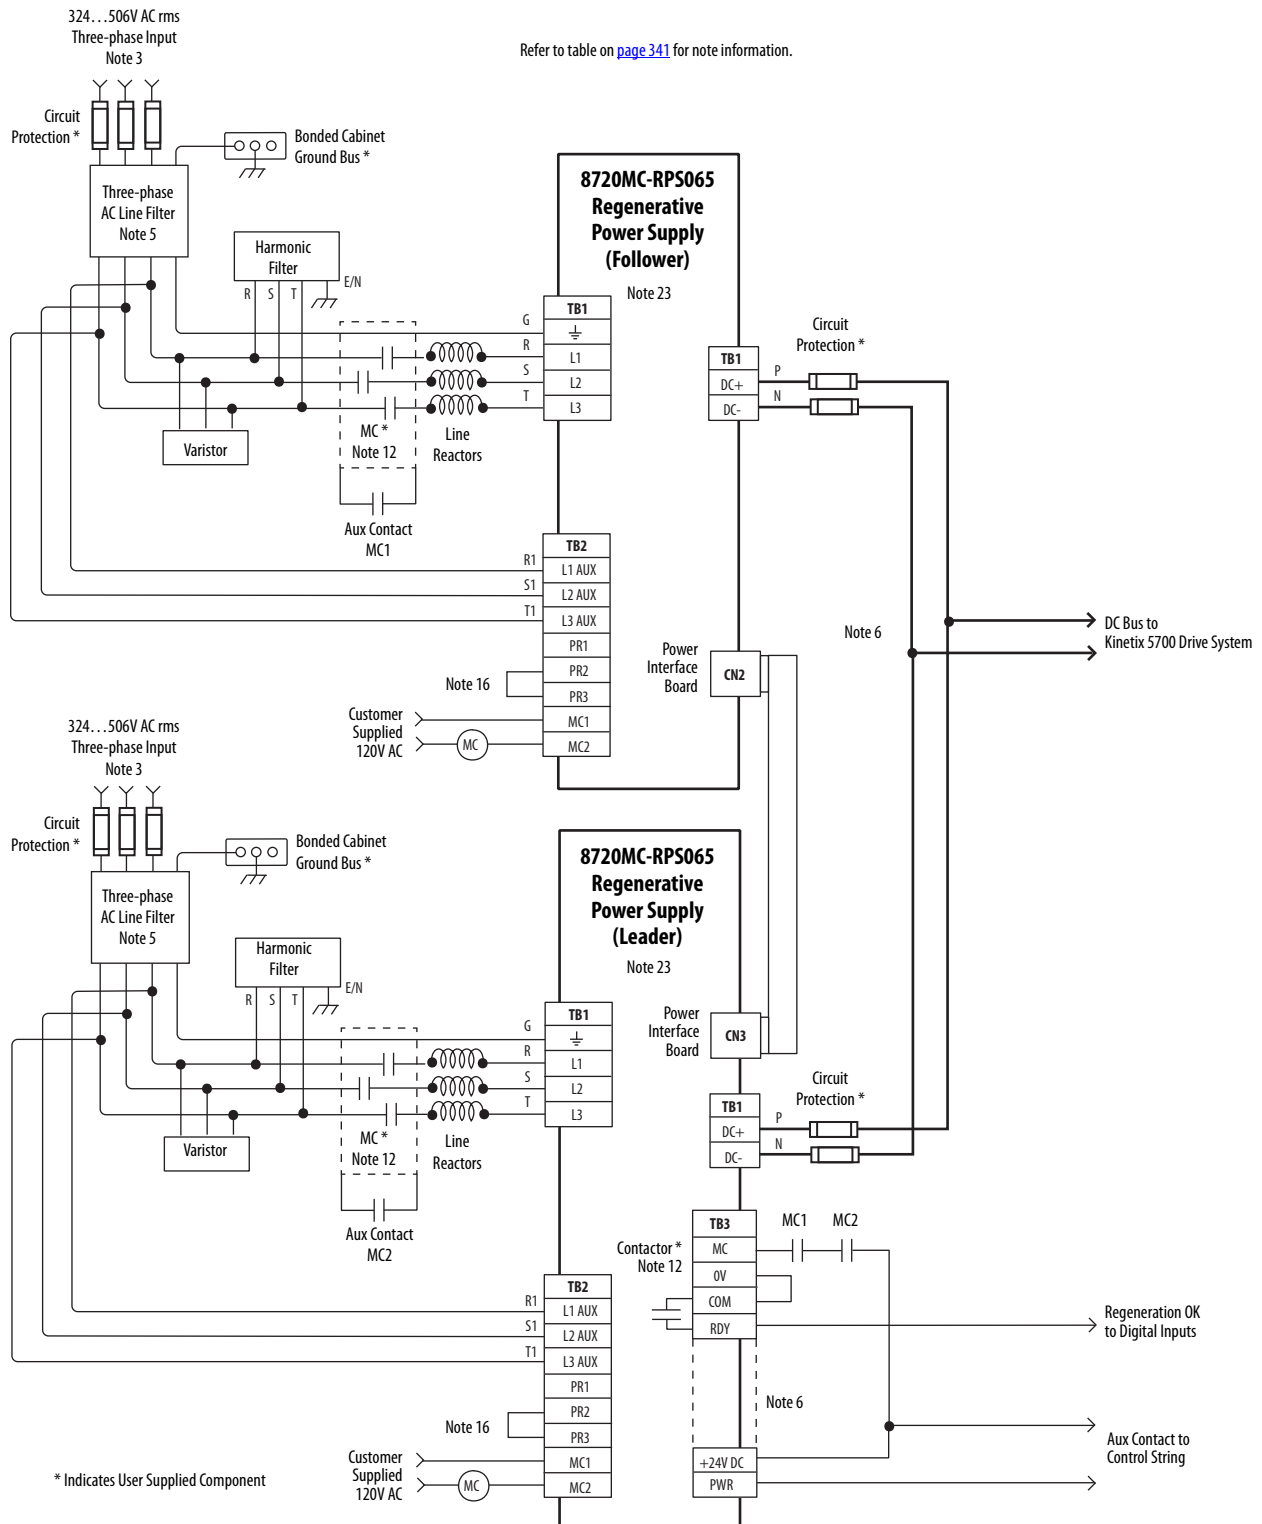 324...506V AC rms
Three-phase Input
Note 3
Refer to table on page 341 for note information.
Circuit
Protection *
Bonded Cabinet
Ground Bus *
Three-phase
AC Line Filter
Note 5
Harmonic
Filter
E/N
R S T
8720MC-RPS065
Regenerative
Power Supply
(Follower)
Note 23
TB1
G
R
L1
S
L2
T
L3
MC *
Note 12
Line
Reactors
Varistor
Aux Contact
MC1
Circuit
Protection *
TB1
P
DC+
N
DC-
TB2
R1
L1 AUX
S1
L2 AUX
T1
L3 AUX
PR1
PR2
PR3
Note 16
MC1
MC2
Customer
Supplied
120V AC
MC
Power
Interface
Board
CN2
Note 6
DC Bus to
Kinetix 5700 Drive System
324...506V AC rms
Three-phase Input
Note 3
Circuit
Protection *
Bonded Cabinet
Ground Bus *
Three-phase
AC Line Filter
Note 5
Harmonic
Filter
E/N
R S T
8720MC-RPS065
Regenerative
Power Supply
(Leader)
Note 23
TB1
G
R
L1
S
L2
T
L3
MC *
Note 12
Line
Reactors
Varistor
Aux Contact
MC2
Power
Interface
Board
CN3
Circuit
Protection *
TB1
P
DC+
N
DC-
TB3
MC1 MC2
Contactor *
Note 12
MC
0V
COM
RDY
Regeneration OK
to Digital Inputs
Note 6
+24V DC
PWR
Aux Contact to
Control String
TB2
R1
L1 AUX
S1
L2 AUX
T1
L3 AUX
PR1
PR2
PR3
Note 16
MC1
MC2
Customer
Supplied
120V AC
MC
* Indicates User Supplied Component